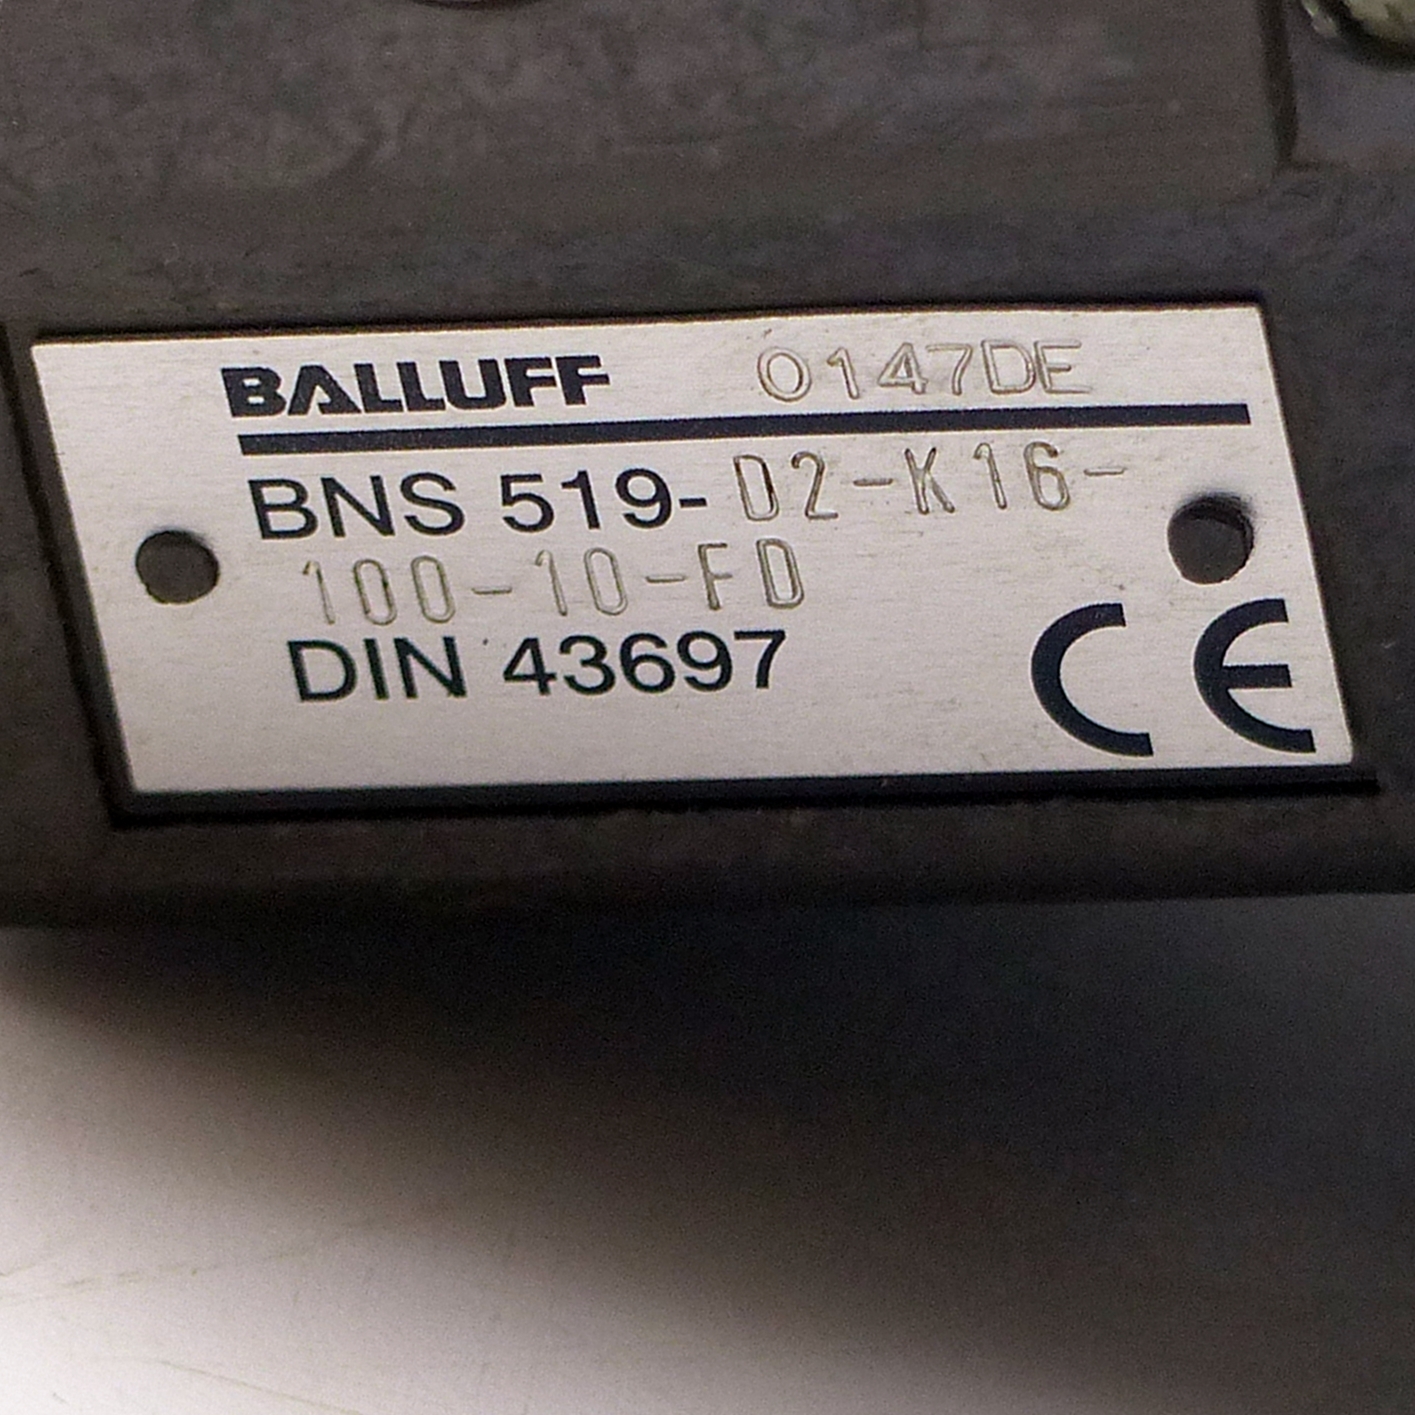 BALLUFF 0147DE
BNS 519-D2-K16-
100-10-FD
DIN 43697
CE